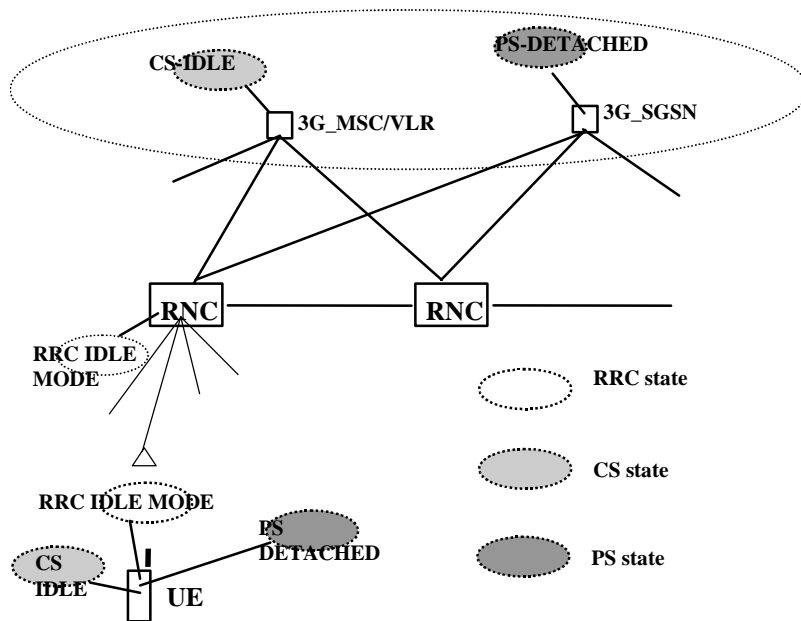 CS-IDLE
PS-DETACHED
3G_MSC/VLR
3G_SGSN
RNC
RNC
RRC IDLE
MODE
RRC state
CS state
RRC IDLE MODE
PS
DETACHED
CS
IDLE
UE
PS state